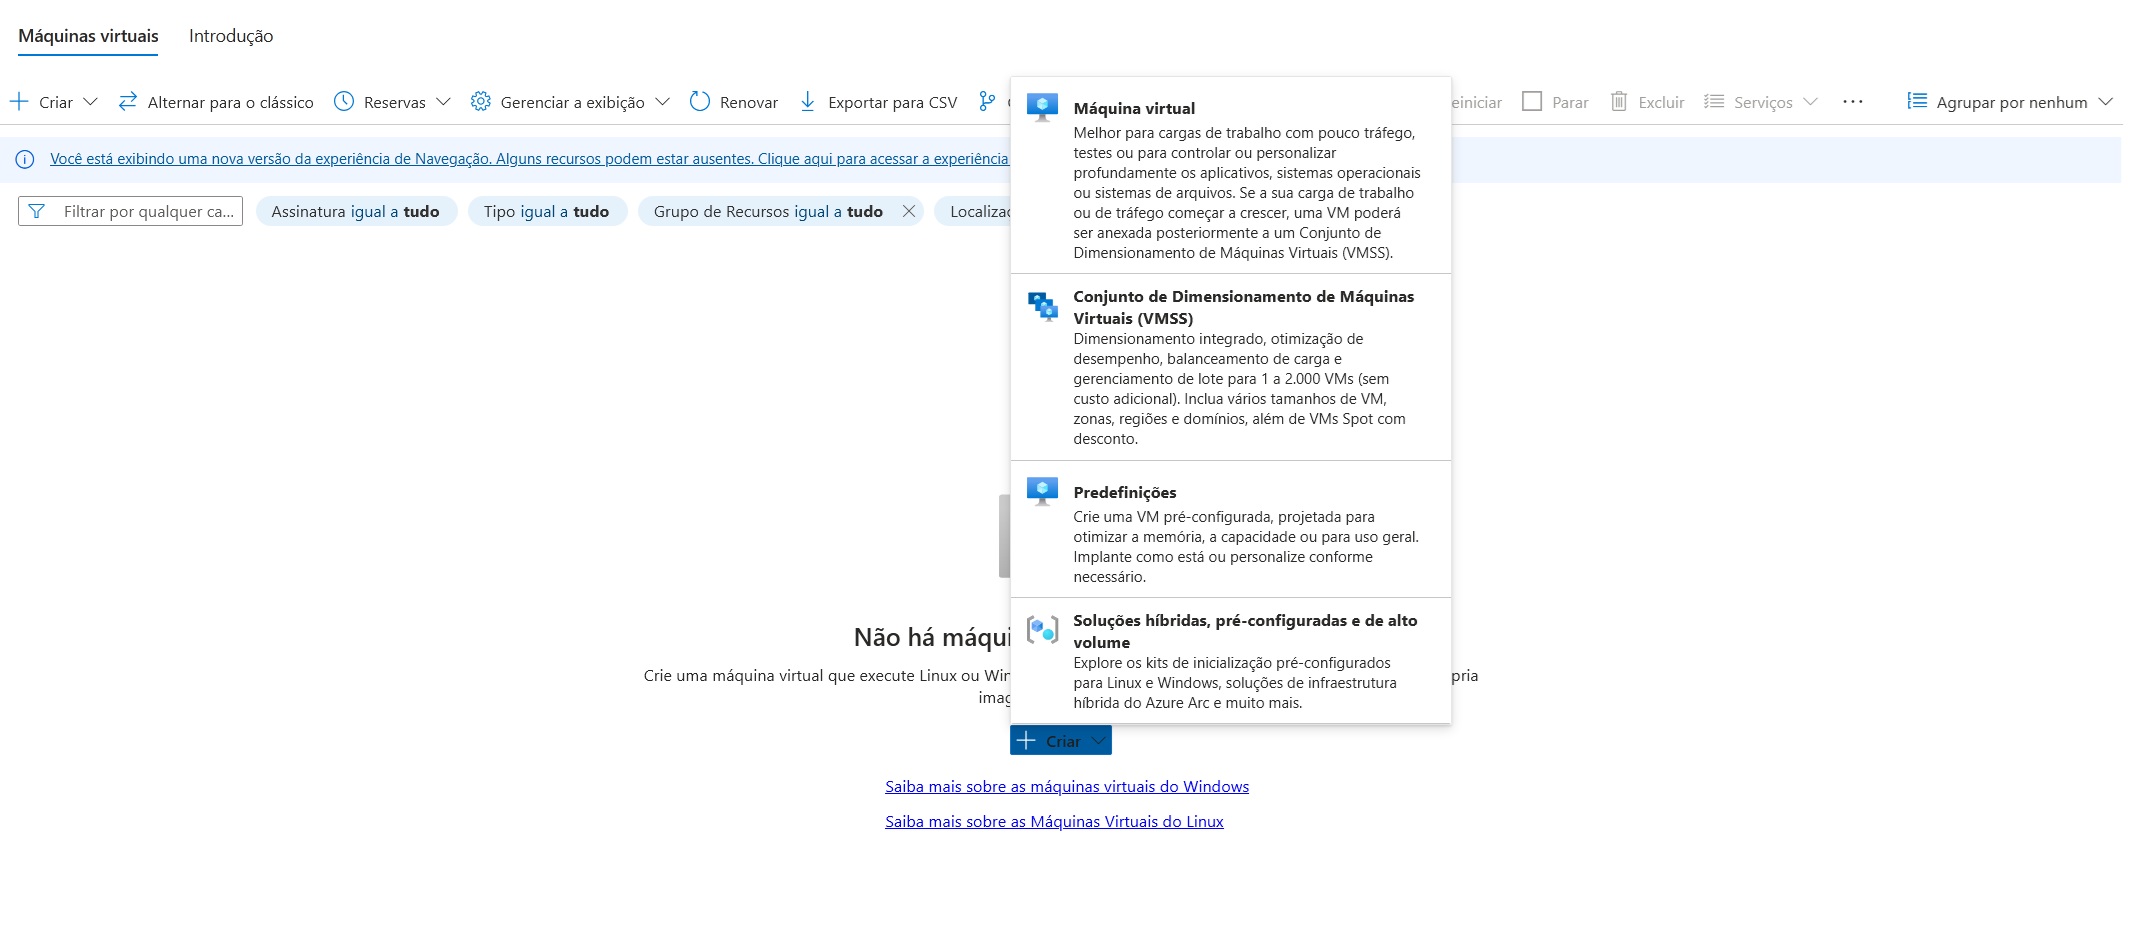 Máquinas virtuais
Introdução
Criar
Alternar para o clássico
Reservas
Gerenciar a exibição
Renovar
Exportar para CSV
Parar
Excluir
Serviços
Agrupar por nenhum
Você está exibindo uma nova versão da experiência de Navegação. Alguns recursos podem estar ausentes. Clique aqui para acessar a experiência
Filtrar por qualquer ca...
Assinatura igual a tudo
Tipo igual a tudo
Grupo de Recursos igual a tudo
Máquina virtual
Melhor para cargas de trabalho com pouco tráfego,
testes ou para controlar ou personalizar
profundamente os aplicativos, sistemas operacionais
ou sistemas de arquivos. Se a sua carga de trabalho
ou de tráfego começar a crescer, uma VM poderá
ser anexada posteriormente a um Conjunto de
Dimensionamento de Máquinas Virtuais (VMSS).
Conjunto de Dimensionamento de Máquinas
Virtuais (VMSS)
Dimensionamento integrado, otimização de
desempenho, balanceamento de carga e
gerenciamento de lote para 1 a 2.000 VMs (sem
custo adicional). Inclua vários tamanhos de VM,
zonas, regiões e domínios, além de VMs Spot com
desconto.
Predefinições
Crie uma VM pré-configurada, projetada para
otimizar a memória, a capacidade ou para uso geral.
Implante como está ou personalize conforme
necessário.
Soluções híbridas, pré-configuradas e de alto
volume
Explore os kits de inicialização pré-configurados
para Linux e Windows, soluções de infraestrutura
híbrida do Azure Arc e muito mais.
Não há
Crie uma máquina virtual que execute Linux ou
Criar
Saiba mais sobre as máquinas virtuais do Windows
Saiba mais sobre as Máquinas Virtuais do Linux